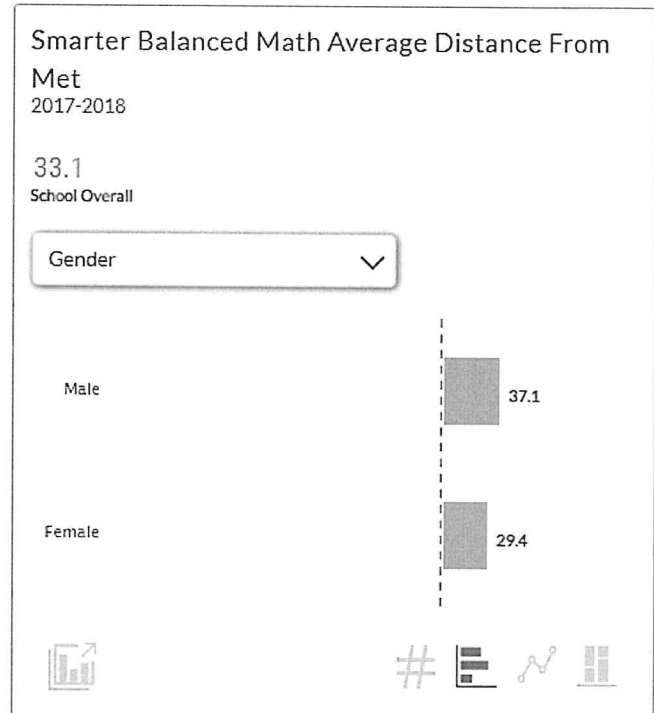 Smarter Balanced Math Average Distance From
Met
2017-2018
33.1
School Overall
Gender
Male
37.1
Female
29.4